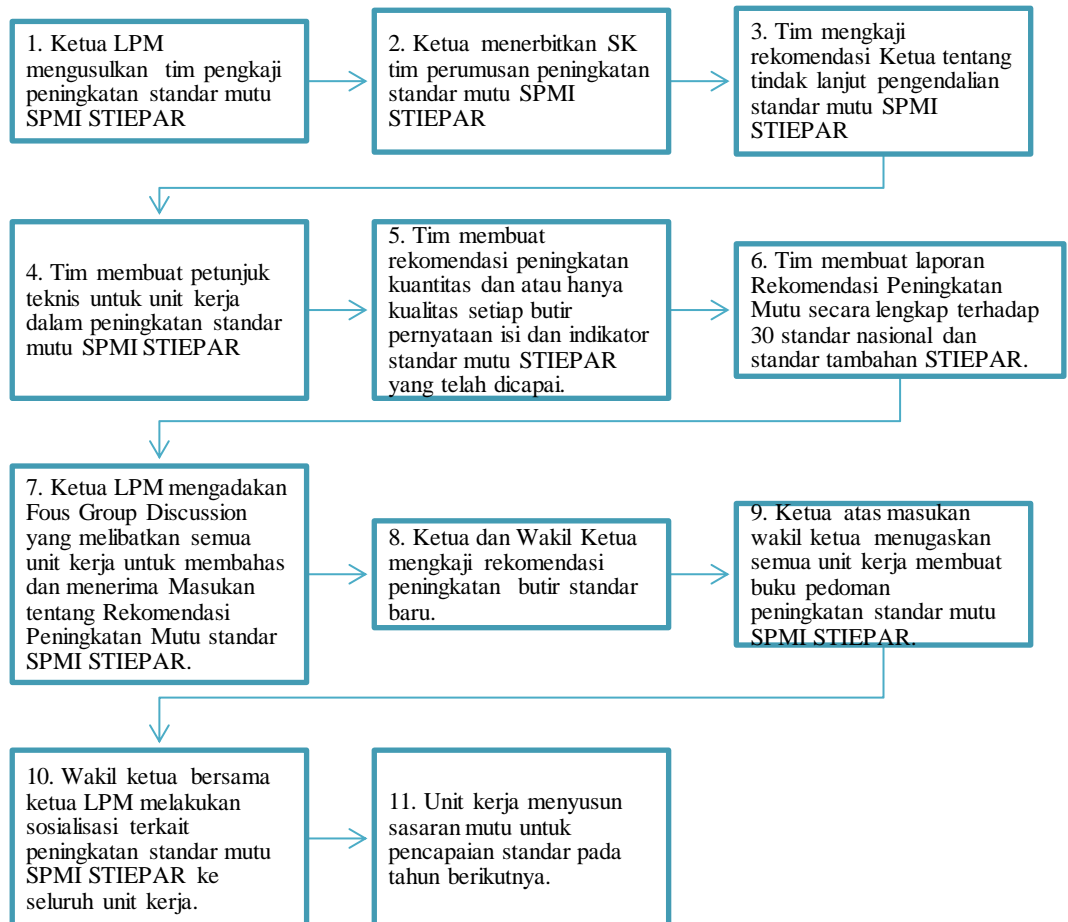 1. Ketua LPM
mengusulkan tim pengkaji
peningkatan standar mutu
SPMI STIEPAR
2. Ketua menerbitkan SK
tim perumusan peningkatan
standar mutu SPMI
STIEPAR
3. Tim mengkaji
rekomendasi Ketua tentang
tindak lanjut pengendalian
standar mutu SPMI
STIEPAR
4. Tim membuat petunjuk
teknis untuk unit kerja
dalam peningkatan standar
mutu SPMI STIEPAR
5. Tim membuat
rekomendasi peningkatan
kuantitas dan atau hanya
kualitas setiap butir
pernyataan isi dan indikator
standar mutu STIEPAR
yang telah dicapai.
6. Tim membuat laporan
Rekomendasi Peningkatan
Mutu secara lengkap terhadap
30 standar nasional dan
standar tambahan STIEPAR.
7. Ketua LPM mengadakan
Fous Group Discussion
yang melibatkan semua
unit kerja untuk membahas
dan menerima Masukan
tentang Rekomendasi
Peningkatan Mutu standar
SPMI STIEPAR.
8. Ketua dan Wakil Ketua
mengkaji rekomendasi
peningkatan butir standar
baru.
9. Ketua atas masukan
wakil ketua menugaskan
semua unit kerja membuat
buku pedoman
peningkatan standar mutu
SPMI STIEPAR.
10. Wakil ketua bersama
ketua LPM melakukan
sosialisasi terkait
peningkatan standar mutu
SPMI STIEPAR ke
seluruh unit kerja.
11. Unit kerja menyusun
sasaran mutu untuk
pencapaian standar pada
tahun berikutnya.